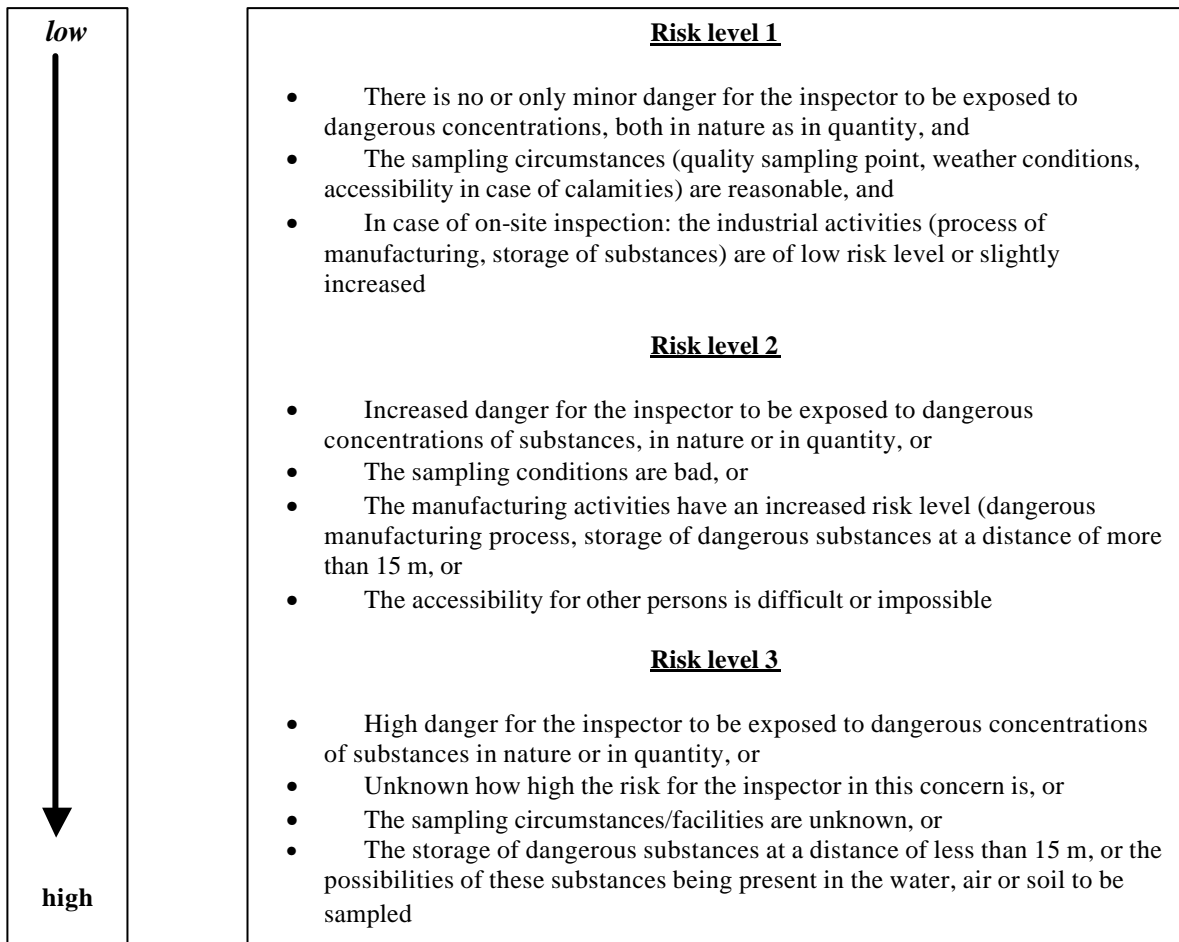 low
Risk level 1
• There is no or only minor danger for the inspector to be exposed to
dangerous concentrations, both in nature as in quantity, and
• The sampling circumstances (quality sampling point, weather conditions,
accessibility in case of calamities) are reasonable, and
• In case of on-site inspection: the industrial activities (process of
manufacturing, storage of substances) are of low risk level or slightly
increased
Risk level 2
• Increased danger for the inspector to be exposed to dangerous
concentrations of substances, in nature or in quantity, or
• The sampling conditions are bad, or
• The manufacturing activities have an increased risk level (dangerous
manufacturing process, storage of dangerous substances at a distance of more
than 15 m, or
• The accessibility for other persons is difficult or impossible
Risk level 3
• High danger for the inspector to be exposed to dangerous concentrations
of substances in nature or in quantity, or
• Unknown how high the risk for the inspector in this concern is, or
• The sampling circumstances/facilities are unknown, or
• The storage of dangerous substances at a distance of less than 15 m, or the
possibilities of these substances being present in the water, air or soil to be
sampled
high